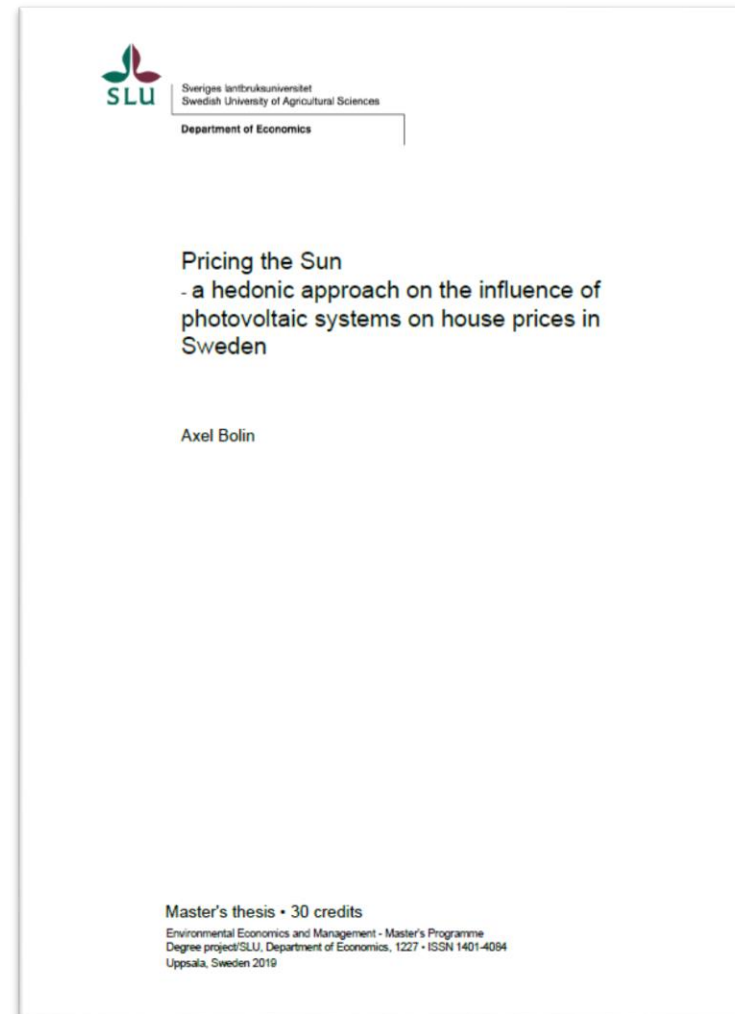 SLU
Sveriges lantbruksuniversitet
Swedish University of Agricultural Sciences
Department of Economics
Pricing the Sun
- a hedonic approach on the influence of
photovoltaic systems on house prices in
Sweden
Axel Bolin
Master's thesis • 30 credits
Environmental Economics and Management - Master's Programme
Degree project/SLU, Department of Economics, 1227 • ISSN 1401-4084
Uppsala, Sweden 2019